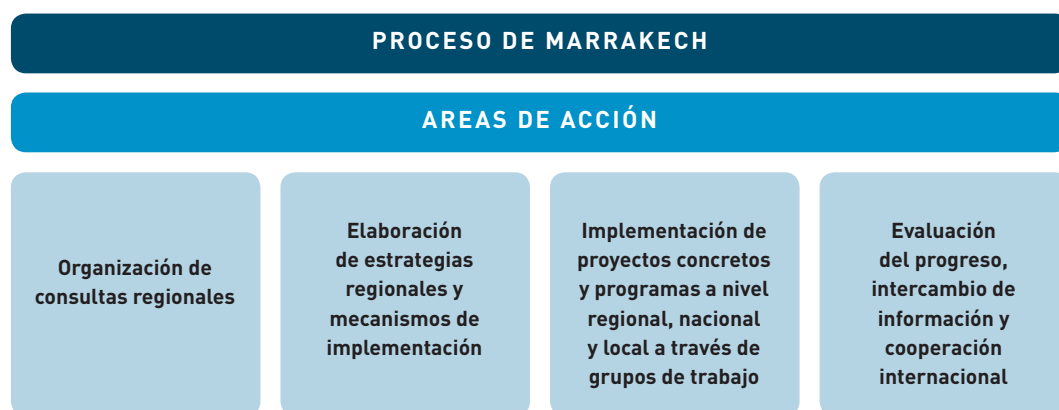 PROCESO DE MARRAKECH
AREAS DE ACCIÓN
Organización de
consultas regionales
Elaboración
de estrategias
regionales y
mecanismos de
implementación
Implementación de
proyectos concretos
y programas a nivel
regional, nacional
y local a través de
grupos de trabajo
Evaluación
del progreso,
intercambio de
información y
cooperación
internacional